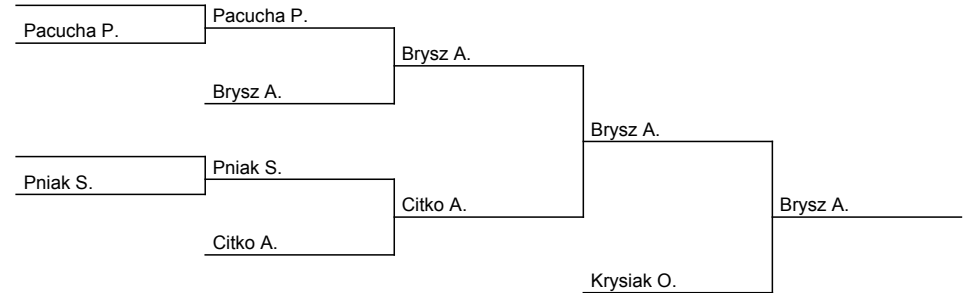 Pacucha P.
Pacucha P.
Brysz A.
Brysz A.
Brysz A.
Pniak S.
Pniak S.
Citko A.
Brysz A.
Citko A.
Krysiak O.